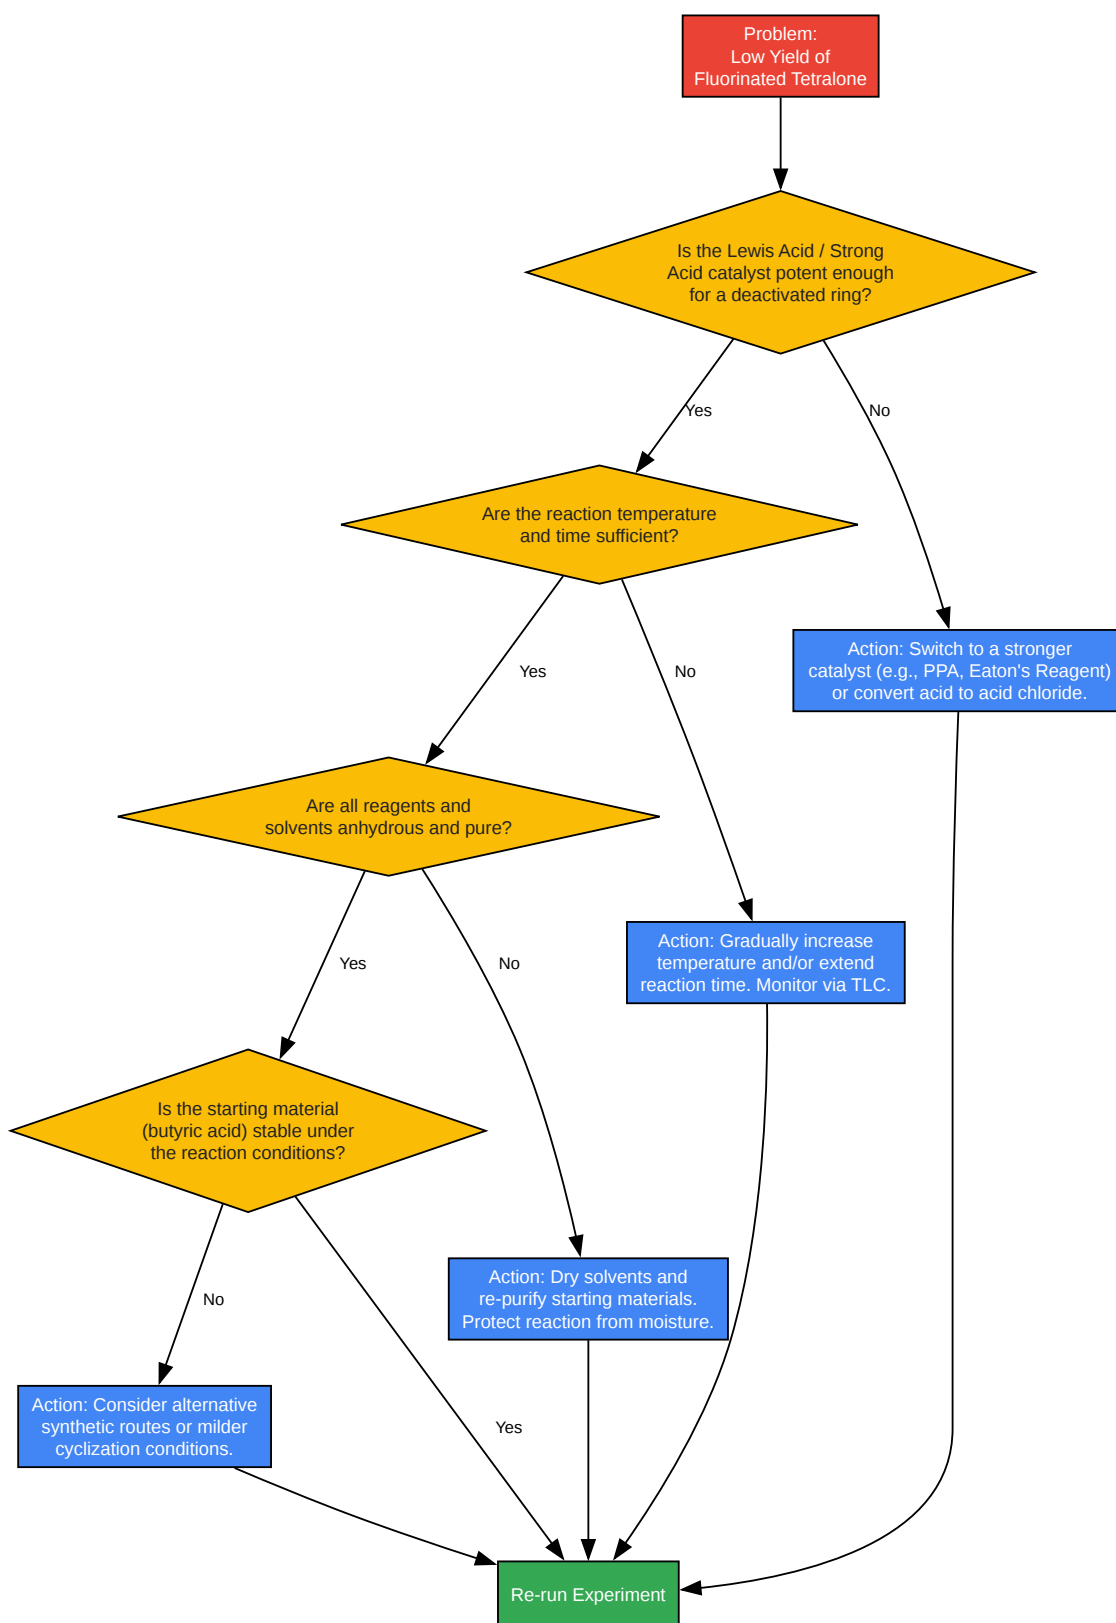 Problem:
Low Yield of
Fluorinated Tetralone
Is the Lewis Acid / Strong
Acid catalyst potent enough
for a deactivated ring?
Yes
No
Are the reaction temperature
and time sufficient?
Action: Switch to a stronger
catalyst (e.g., PPA, Eaton's Reagent)
or convert acid to acid chloride.
Yes
No
Are all reagents and
solvents anhydrous and pure?
Action: Gradually increase
temperature and/or extend
reaction time. Monitor via TLC.
Yes
No
Is the starting material
(butyric acid) stable under
the reaction conditions?
Action: Dry solvents and
re-purify starting materials.
Protect reaction from moisture.
No
Action: Consider alternative
synthetic routes or milder
cyclization conditions.
Yes
Re-run Experiment